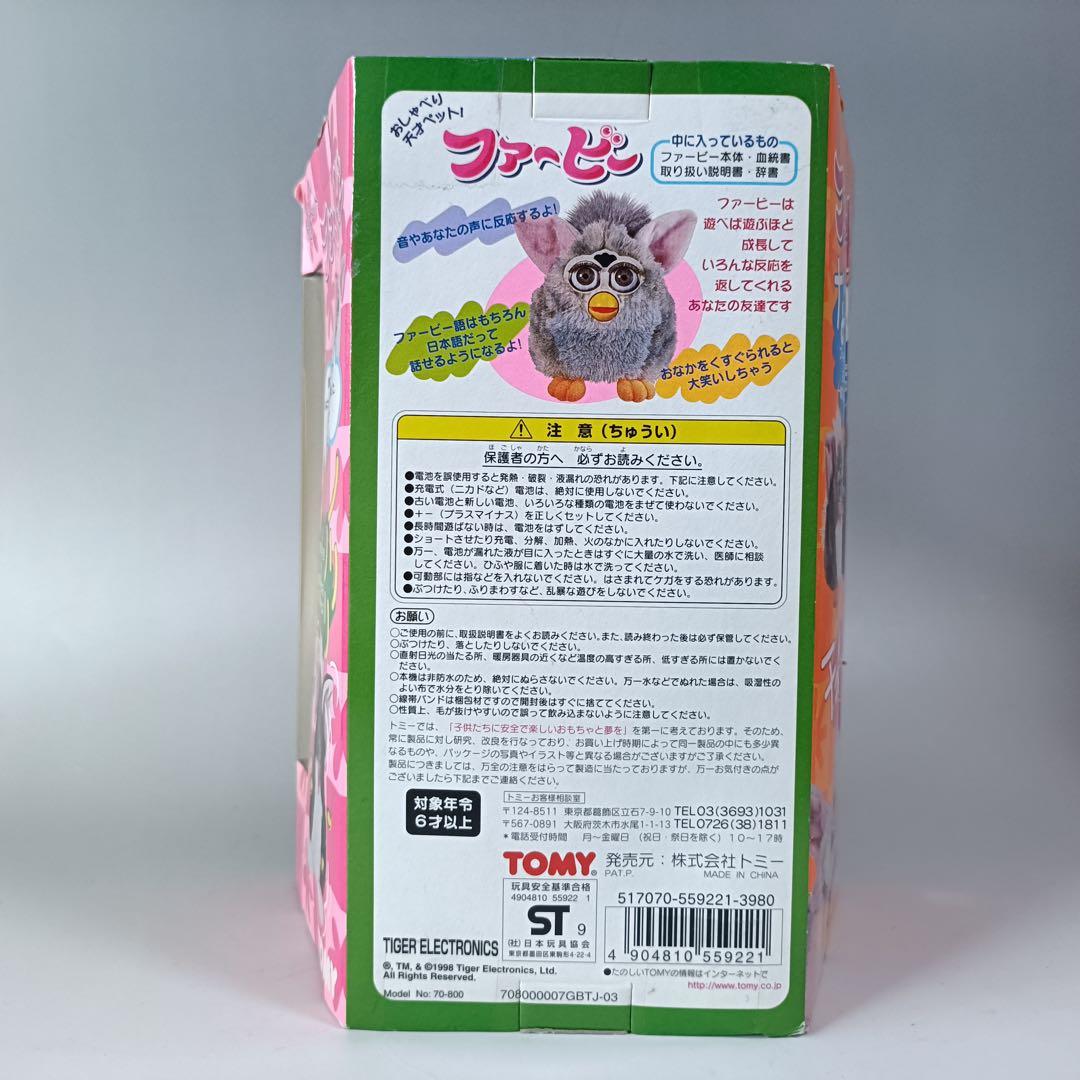 おしゃべり
天才ペット!
ファービー
中に入っているもの
ファービー本体・血統書
取り扱い説明書・辞書
音やあなたの声に反応するよ!
ファービーは
遊べば遊ぶほど
成長して
いろんな反応を
返してくれる
あなたの友達です
ファービー語はもちろん
日本語だって
話せるようになるよ!
おなかをくすぐられると
大笑いしちゃう
注 意(ちゅうい)
ほごしゃ かた かなら よ
保護者の方へ 必ずお読みください。
●電池を誤使用すると発熱・破裂・液漏れの恐れがあります。下記に注意してください。
●充電式(ニカドなど)電池は、絶対に使用しないでください。
●古い電池と新しい電池、いろいろな種類の電池をまぜて使わないでください。
●+−(プラスマイナス)を正しくセットしてください。
●長時間遊ばない時は、電池をはずしてください。
●ショートさせたり充電、分解、加熱、火のなかに入れたりしないでください。
●万一、電池が漏れた液が目に入ったときはすぐに大量の水で洗い、医師に相談
してください。ひふや服に着いた時は水で洗ってください。
●可動部には指などを入れないでください。はさまれてケガをする恐れがあります。
●ぶつけたり、ふりまわすなど、乱暴な遊びをしないでください。
お願い
○ご使用の前に、取扱説明書をよくお読みください。また、読み終わった後は必ず保管してください。
○ぶつけたり、落としたりしないでください。
○直射日光の当たる所、暖房器具の近くなど温度の高すぎる所、低すぎる所には置かないでく
ださい。
○本機は非防水のため、絶対にぬらさないでください。万一水などでぬれた場合は、吸湿性の
よい布で水分をとり除いてください。
○線帯バンドは梱包材ですので開封後はすぐに捨ててください。
○性質上、毛が抜けやすいので誤って飲み込まないように注意してください。
トミーでは、「子供たちに安全で楽しいおもちゃと夢を」を第一に考えております。そのため、
常に製品に対し研究、改良を行なっており、お買い上げ時期によって同一製品の中にも多少異
なるものや、パッケージの写真やイラスト等と異なる場合がございますがご了承ください。
製品につきましては、万全の注意をはらって製造に当たっておりますが、万一お気付きの点が
ございましたら下記までご連絡ください。
対象年令
6才以上
トミーお客様相談室
〒124-8511 東京都葛飾区立石7-9-10 TEL03(3693)1031
〒567-0891 大阪府茨木市水尾1-1-13 TEL0726(38)1811
*電話受付時間 月〜金曜日(祝日・祭日を除く)10〜17時
TOMY® 発売元:株式会社トミー
PAT.P. MADE IN CHINA
玩具安全基準合格
4904810 55922 1
ST 9
(社)日本玩具協会
東京都墨田区東駒形4-22-4
517070-559221-3980
4 904810 559221
●たのしいTOMYの情報はインターネットで
http://www.tomy.co.jp
TIGER ELECTRONICS
®, TM, & ©1998 Tiger Electronics, Ltd.
All Rights Reserved.
Model No: 70-800
708000007GBTJ-03